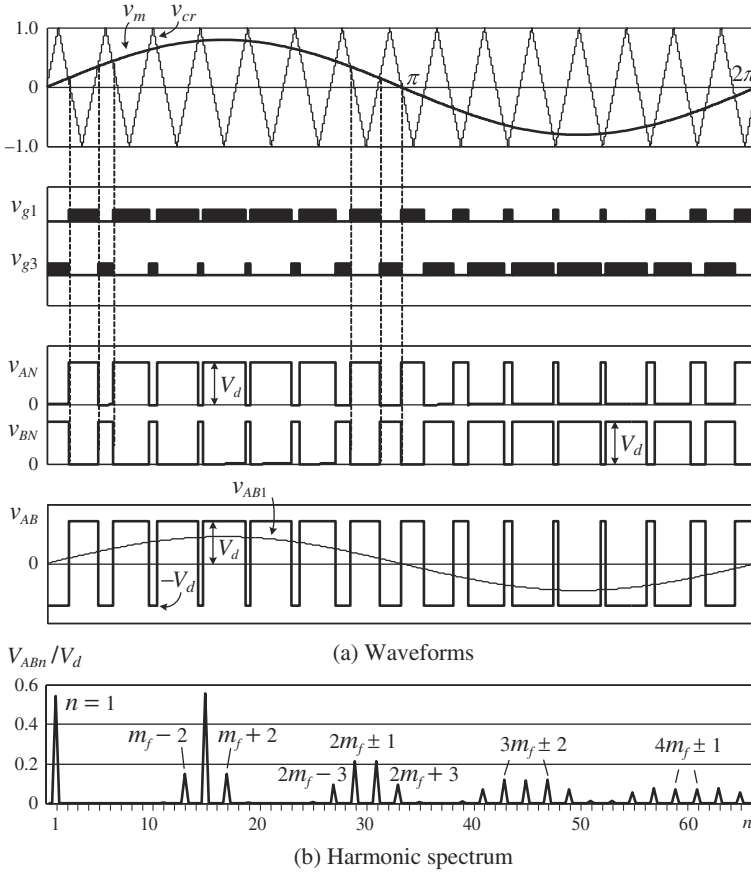 v_m v_cr
1.0
0
−1.0
π
2π
v_g1
v_g3
v_AN
0
V_d
v_BN
0
V_d
v_AB1
v_AB
0
V_d
−V_d
(a) Waveforms
V_ABn /V_d
0.6
0.4
0.2
0
n = 1
m_f − 2
m_f + 2
2m_f − 3
2m_f ± 1
2m_f + 3
3m_f ± 2
4m_f ± 1
1 10 20 30 40 50 60 n
(b) Harmonic spectrum